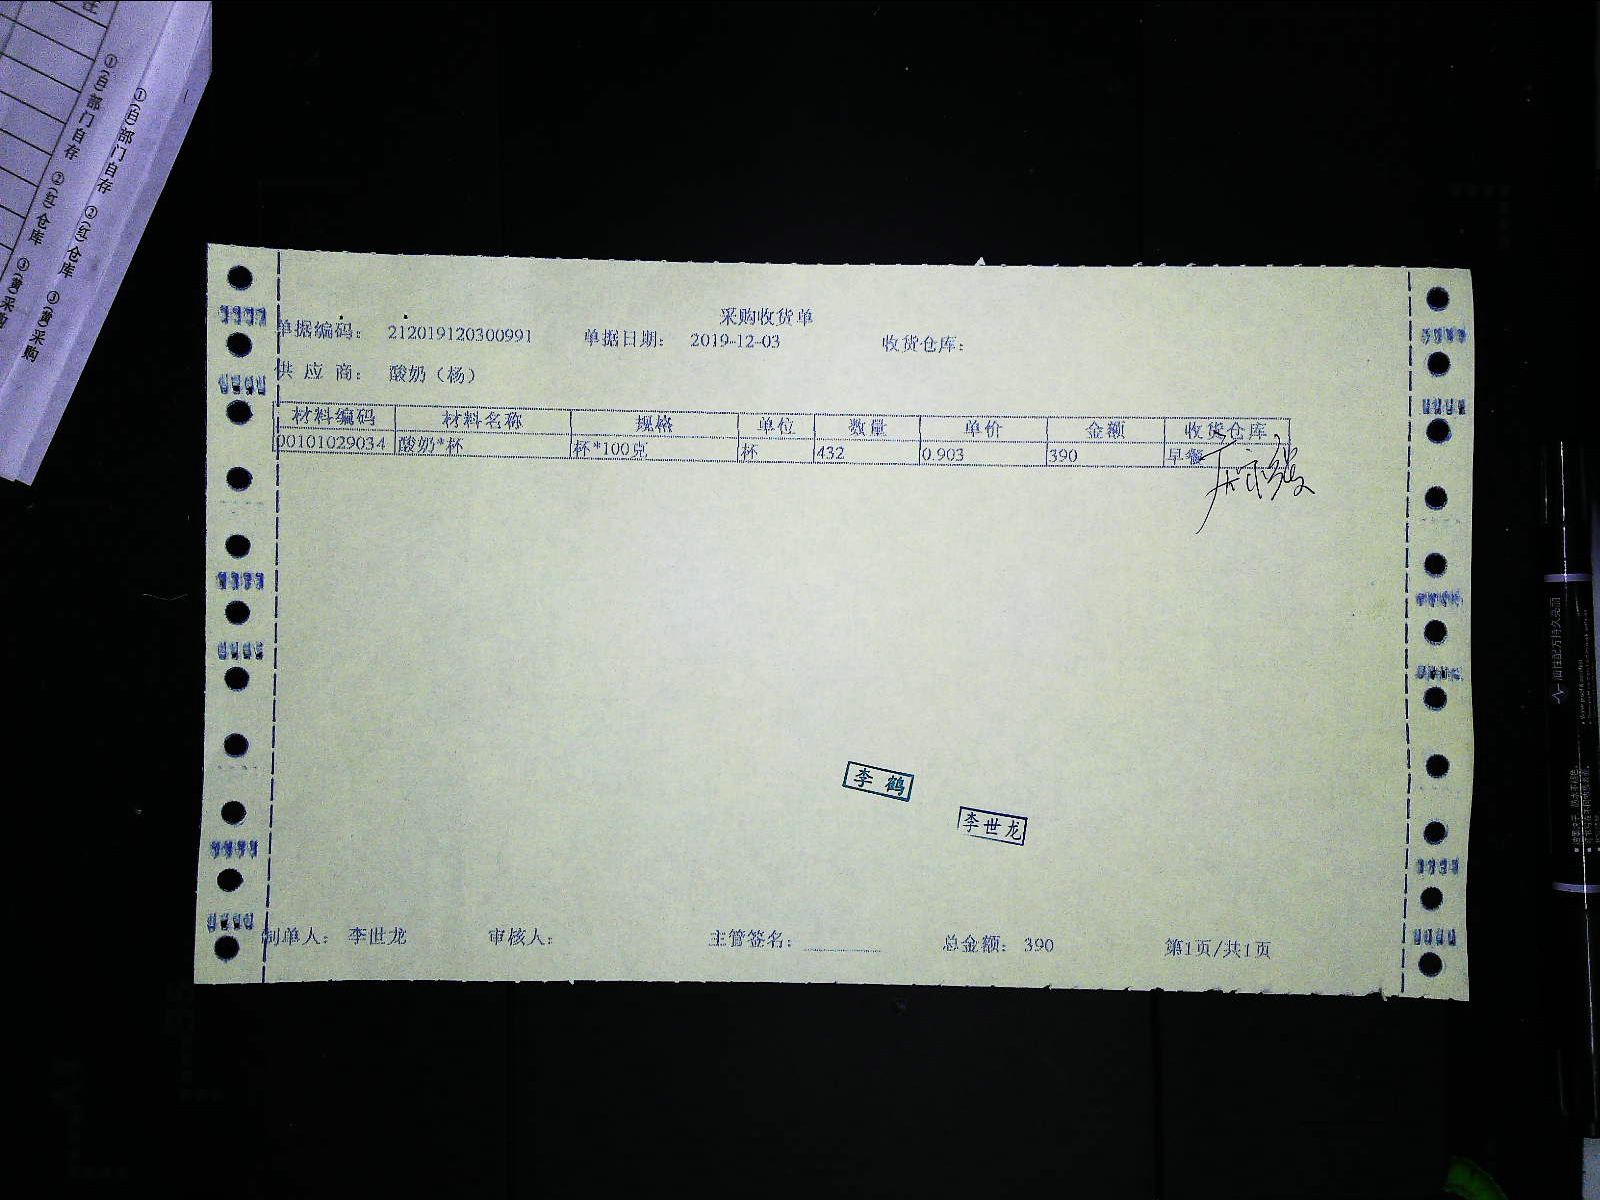 采购收货单
单据编码: 212019120300991 单据日期: 2019-12-03 收货仓库:
供 应 商: 酸奶（杨）
材料编码 材料名称 规格 单位 数量 单价 金额 收货仓库
00101029034 酸奶*杯 杯*100克 杯 432 0.903 390 早餐
李鹤
李世龙
制单人: 李世龙 审核人: 主管签名: 总金额: 390 第1页/共1页
①(白)部门自存 ②(红)仓库 ③(黄)采购
①(白)部门自存 ②(红)仓库 ③(黄)采购